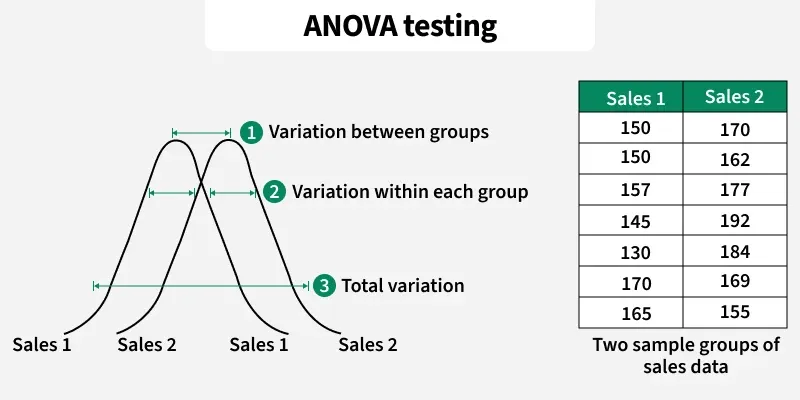 ANOVA testing
1 Variation between groups
2 Variation within each group
3 Total variation
Sales 1 Sales 2 Sales 1 Sales 2
Sales 1 Sales 2
150 170
150 162
157 177
145 192
130 184
170 169
165 155
Two sample groups of
sales data